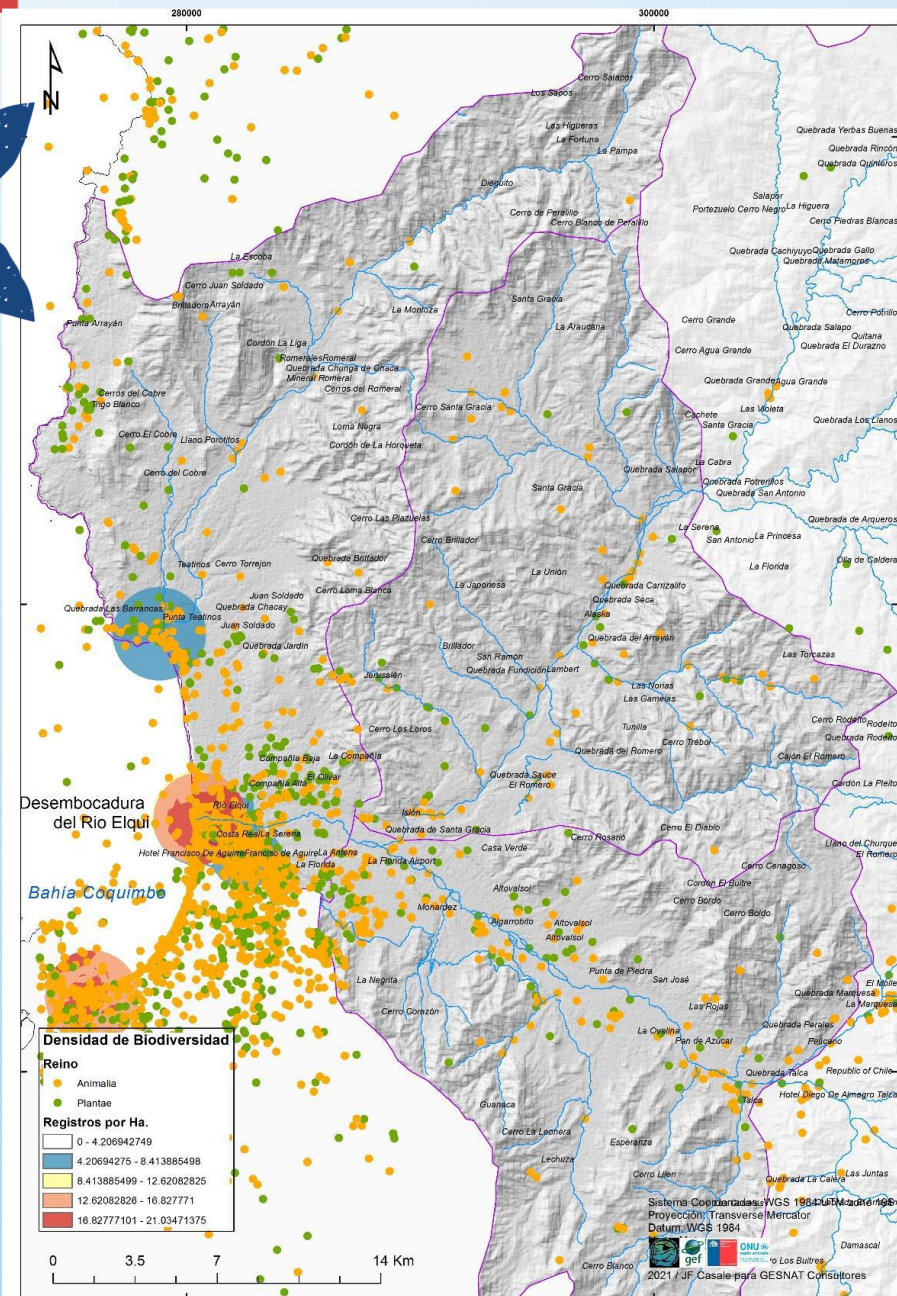 280000
300000
N
Cerro Salapor
Los Sapos
Las Higueras
La Fortuna
La Pampa
Quebrada Yerbas Buenas
Quebrada Rincón
Quebrada Quinteros
Dieguito
Salapor
Portezuelo Cerro Negro
La Higuera
Cerro de Peralillo
Cerro Blanco de Peralillo
Cerro Piedras Blancas
La Escoba
Quebrada Cachiyuyo
Quebrada Gallo
Quebrada Matamoros
Cerro Juan Soldado
Santa Gracia
Brilladora
Arrayán
La Montoza
Cerro Potrillo
Punta Arrayán
La Araucana
Cerro Grande
Quebrada Salapo
Quitana
Cordón La Liga
Quebrada El Durazno
Cerro Agua Grande
Romerales
Romeral
Quebrada Chunga de Chaca
Mineral Romeral
Cerros del Romeral
Quebrada Grande
Agua Grande
Cerros del Cobre
Trigo Blanco
Cerro Santa Gracia
Las Violeta
Cachete
Santa Gracia
Quebrada Los Llanos
Loma Negra
Cerro El Cobre
Llano Porotitos
Cordón de La Horqueta
La Cabra
Cerro del Cobre
Quebrada Salapor
Santa Gracia
Quebrada Potrerillos
Quebrada San Antonio
Cerro Las Plazuelas
Quebrada de Arqueros
La Serena
San Antonio
La Princesa
Cerro Brillador
Quebrada Brillador
Olla de Caldera
Teatinos
Cerro Torrejon
La Unión
La Florida
Cerro Loma Blanca
La Japonesa
Quebrada Carrizalito
Juan Soldado
Quebrada Seca
Quebrada Las Barrancas
Quebrada Chacay
Punta Teatinos
Alaska
Juan Soldado
Quebrada del Arrayán
Quebrada Jardín
Brillador
San Ramón
Las Torcazas
Jerusalén
Quebrada Fundición
Lambert
Las Norias
Las Gamelas
Cerro Los Loros
Tunilla
Cerro Rodeito
Rodeito
Quebrada Rodeito
Cerro Trébol
Quebrada del Romero
Compañía Baja
La Compañía
Cajón El Romero
El Olivar
Compañía Alta
Quebrada Sauce
El Romero
Cordón La Pleito
Desembocadura
del Rio Elqui
Rio Elqui
Islón
Costa Real
La Serena
Quebrada de Santa Gracia
Cerro Rosario
Cerro El Diablo
Llano del Churque
Hotel Francisco De Aguirre
Franciso de Aguire
La Antena
Casa Verde
El Romero
La Florida
La Florida Airport
Cerro Cenagoso
Bahía Coquimbo
Altovalsol
Cordón El Buitre
Monardez
Cerro Bordo
Cerro Boldo
Algarrobito
Altovalsol
Altovalsol
La Negrita
Punta de Piedra
San José
El Molle
Quebrada Marquesa
La Marquesa
Cerro Corazón
Las Rojas
Quebrada Perales
La Ovalina
Pan de Azúcar
Pelicano
Quebrada Talca
Republic of Chile
Hotel Diego De Almegro Talca
Talca
Guanaca
Cerro La Lechera
Esperanza
Lechuza
Cerro Lilen
Las Juntas
Quebrada La Calera
Damascal
Cerro Blanco
Densidad de Biodiversidad
Reino
Animalia
Plantae
Registros por Ha.
0 - 4.206942749
4.20694275 - 8.413885498
8.413885499 - 12.62082825
12.62082826 - 16.827771
16.82777101 - 21.03471375
0 3.5 7 14 Km
Proyección: Transverse Mercator
Datum: WGS 1984
gef
ONU
ro Los Buitres
2021 / JF Casale para GESNAT Consultores